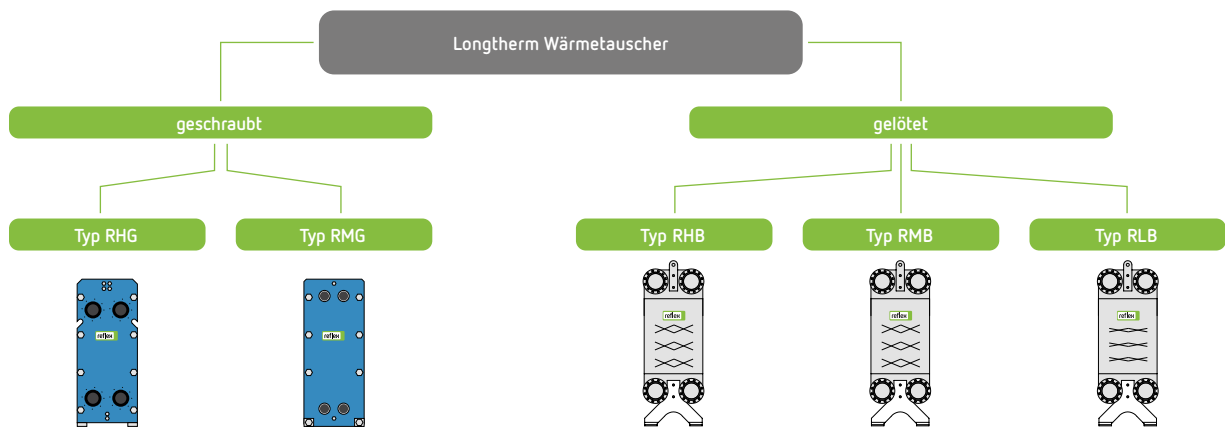 Longtherm Wärmetauscher
geschraubt
gelötet
Typ RHG
Typ RMG
Typ RHB
Typ RMB
Typ RLB
reflex
reflex
reflex
reflex
reflex